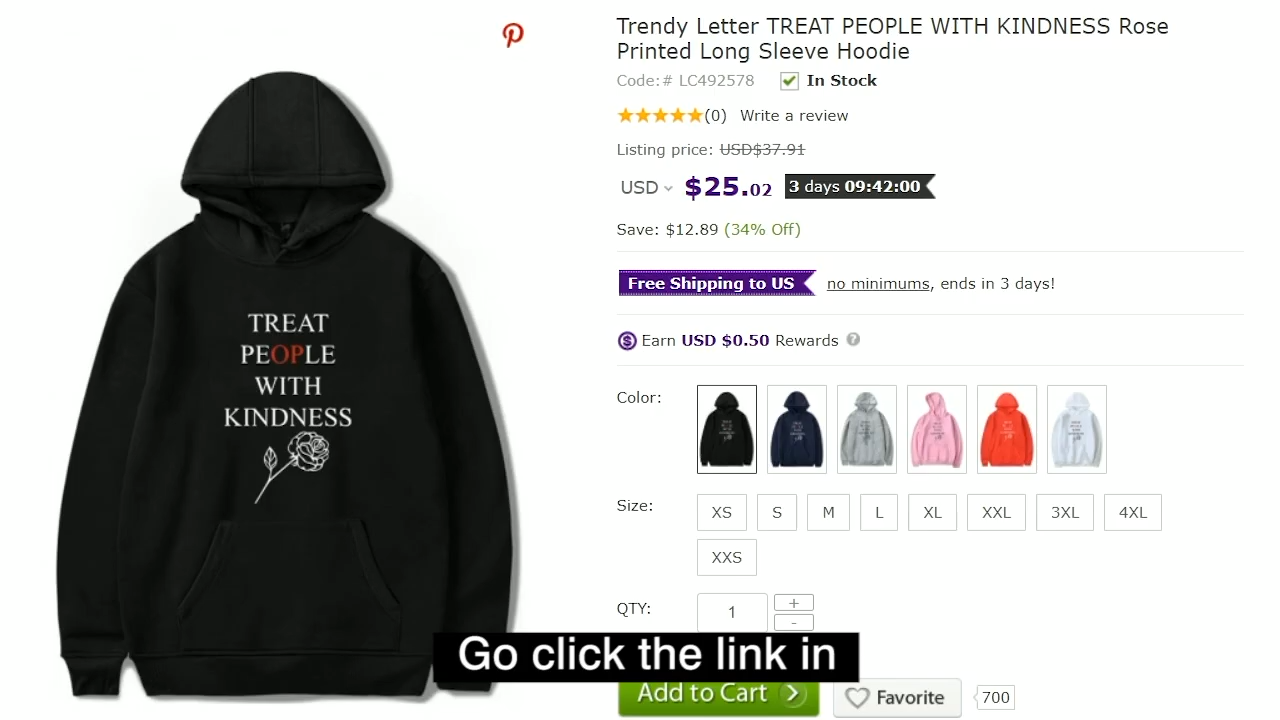 Trendy Letter TREAT PEOPLE WITH KINDNESS Rose
Printed Long Sleeve Hoodie
Code:# LC492578 In Stock
(0) Write a review
Listing price: USD$37.91
USD $25.02 3 days 09:42:00
Save: $12.89 (34% Off)
Free Shipping to US no minimums, ends in 3 days!
Earn USD $0.50 Rewards ?
TREAT
PEOPLE
WITH
KINDNESS
Color:
Size: XS S M L XL XXL 3XL 4XL
XXS
QTY: 1 + -
Go click the link in
Add to Cart Favorite 700